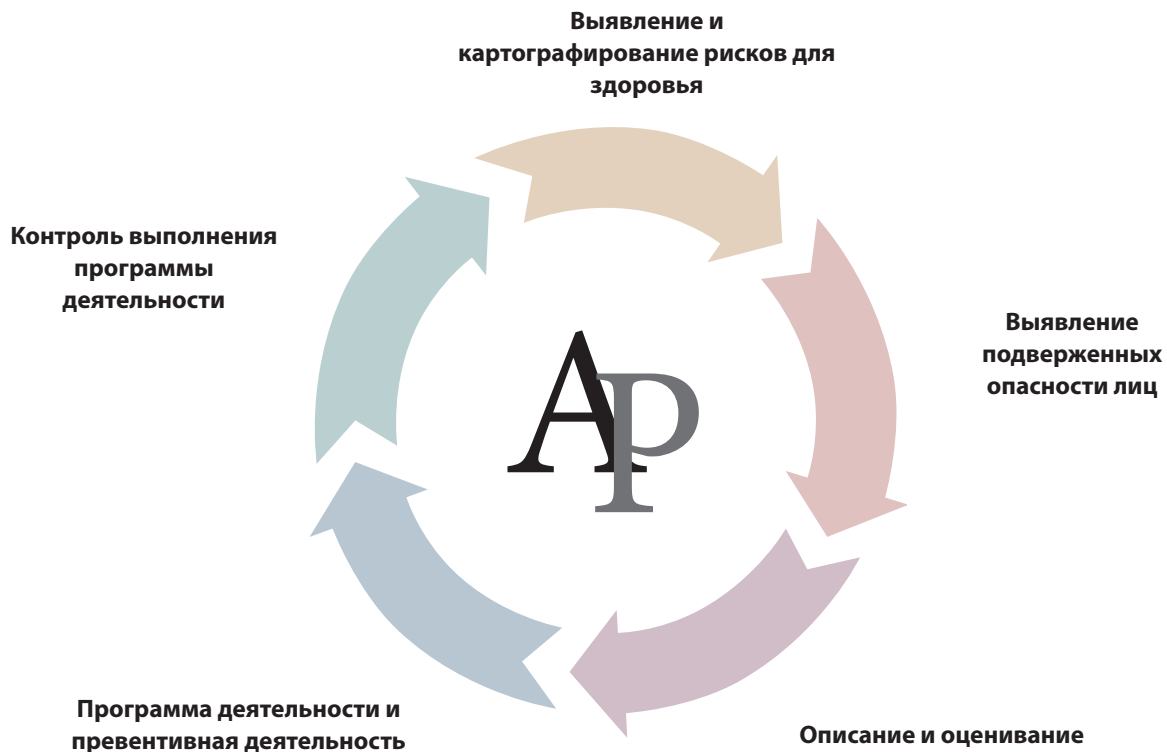 Выявление и
картографирование рисков для
здоровья
Контроль выполнения
программы
деятельности
Выявление
подверженных
опасности лиц
AP
Программа деятельности и
превентивная деятельность
Описание и оценивание